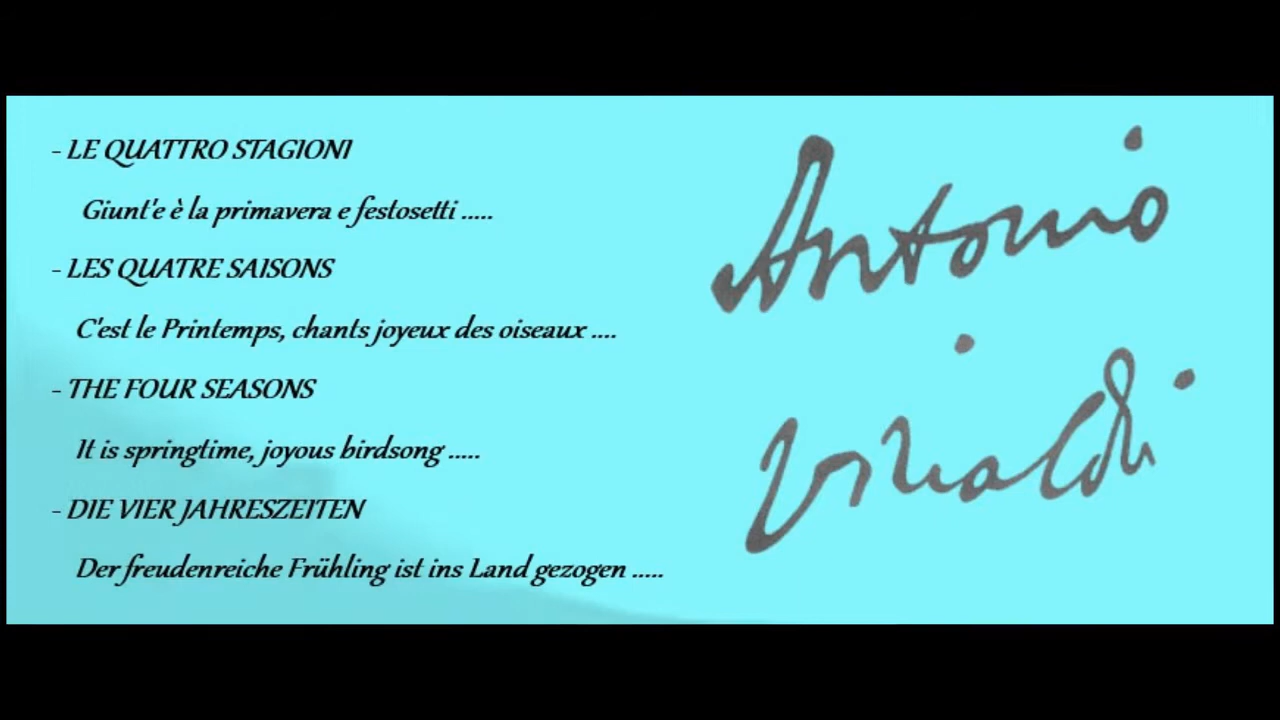 - LE QUATTRO STAGIONI
Giunt'e è la primavera e festosetti .....
- LES QUATRE SAISONS
C'est le Printemps, chants joyeux des oiseaux ....
- THE FOUR SEASONS
It is springtime, joyous birdsong .....
- DIE VIER JAHRESZEITEN
Der freudenreiche Frühling ist ins Land gezogen .....
Antonio
Vivaldi